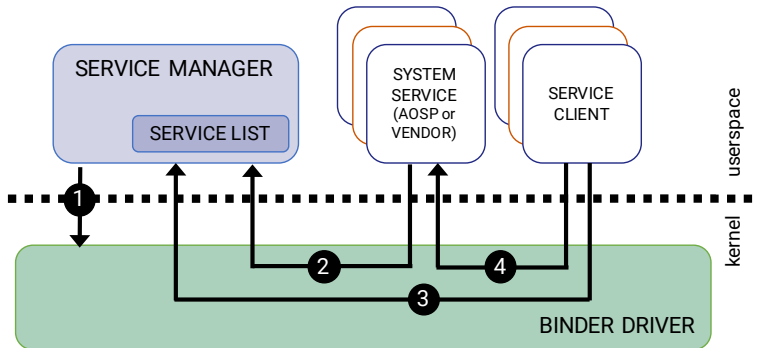 SERVICE MANAGER
SERVICE LIST
SYSTEM
SERVICE
(AOSP or
VENDOR)
SERVICE
CLIENT
userspace
1
kernel
2
4
3
BINDER DRIVER